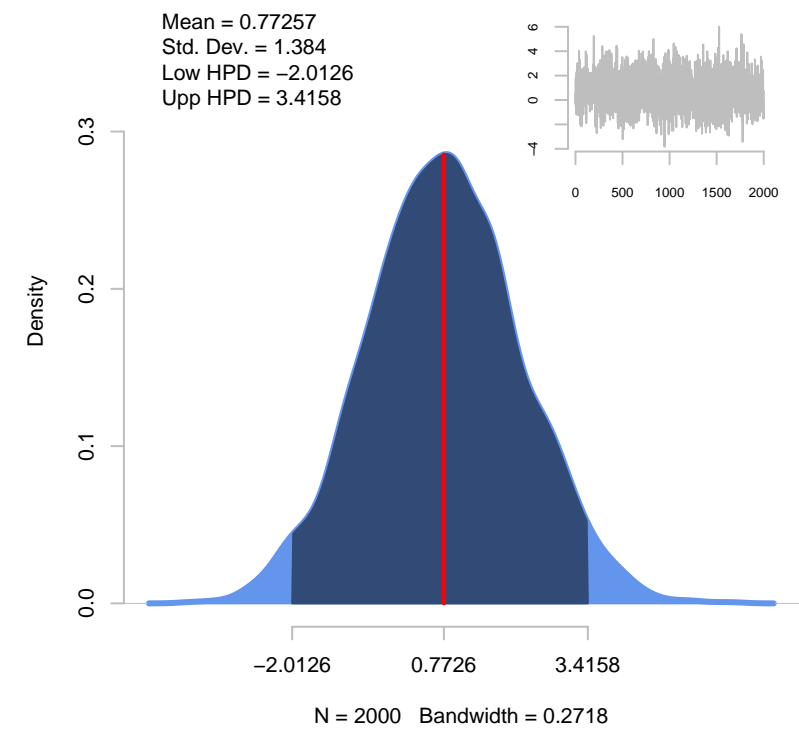 Mean = 0.77257
Std. Dev. = 1.384
Low HPD = −2.0126
Upp HPD = 3.4158
6
4
2
0
−4
0 500 1000 1500 2000
0.3
0.2
0.1
0.0
Density
−2.0126 0.7726 3.4158
N = 2000 Bandwidth = 0.2718